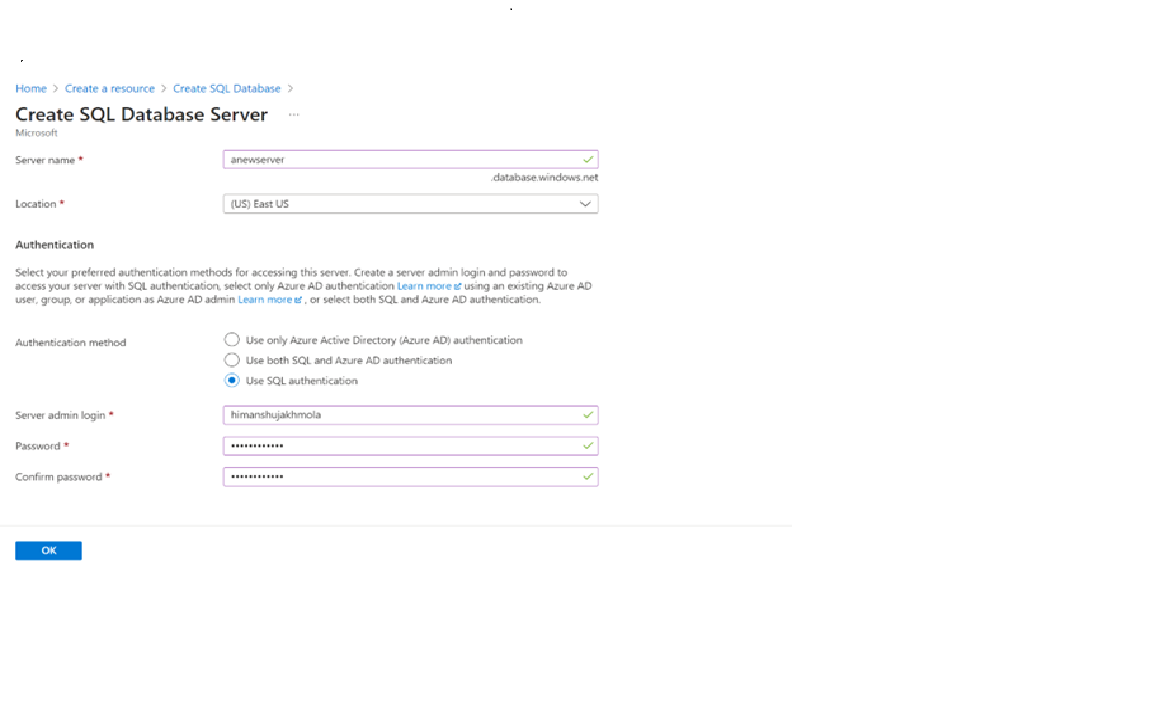 Home > Create a resource > Create SQL Database >
Create SQL Database Server ...
Microsoft
Server name * anewserver
.database.windows.net
Location * (US) East US
Authentication
Select your preferred authentication methods for accessing this server. Create a server admin login and password to
access your server with SQL authentication, select only Azure AD authentication Learn more using an existing Azure AD
user, group, or application as Azure AD admin Learn more , or select both SQL and Azure AD authentication.
Authentication method
Use only Azure Active Directory (Azure AD) authentication
Use both SQL and Azure AD authentication
Use SQL authentication
Server admin login * himanshujakhmola
Password * ••••••••••••
Confirm password * ••••••••••••
OK